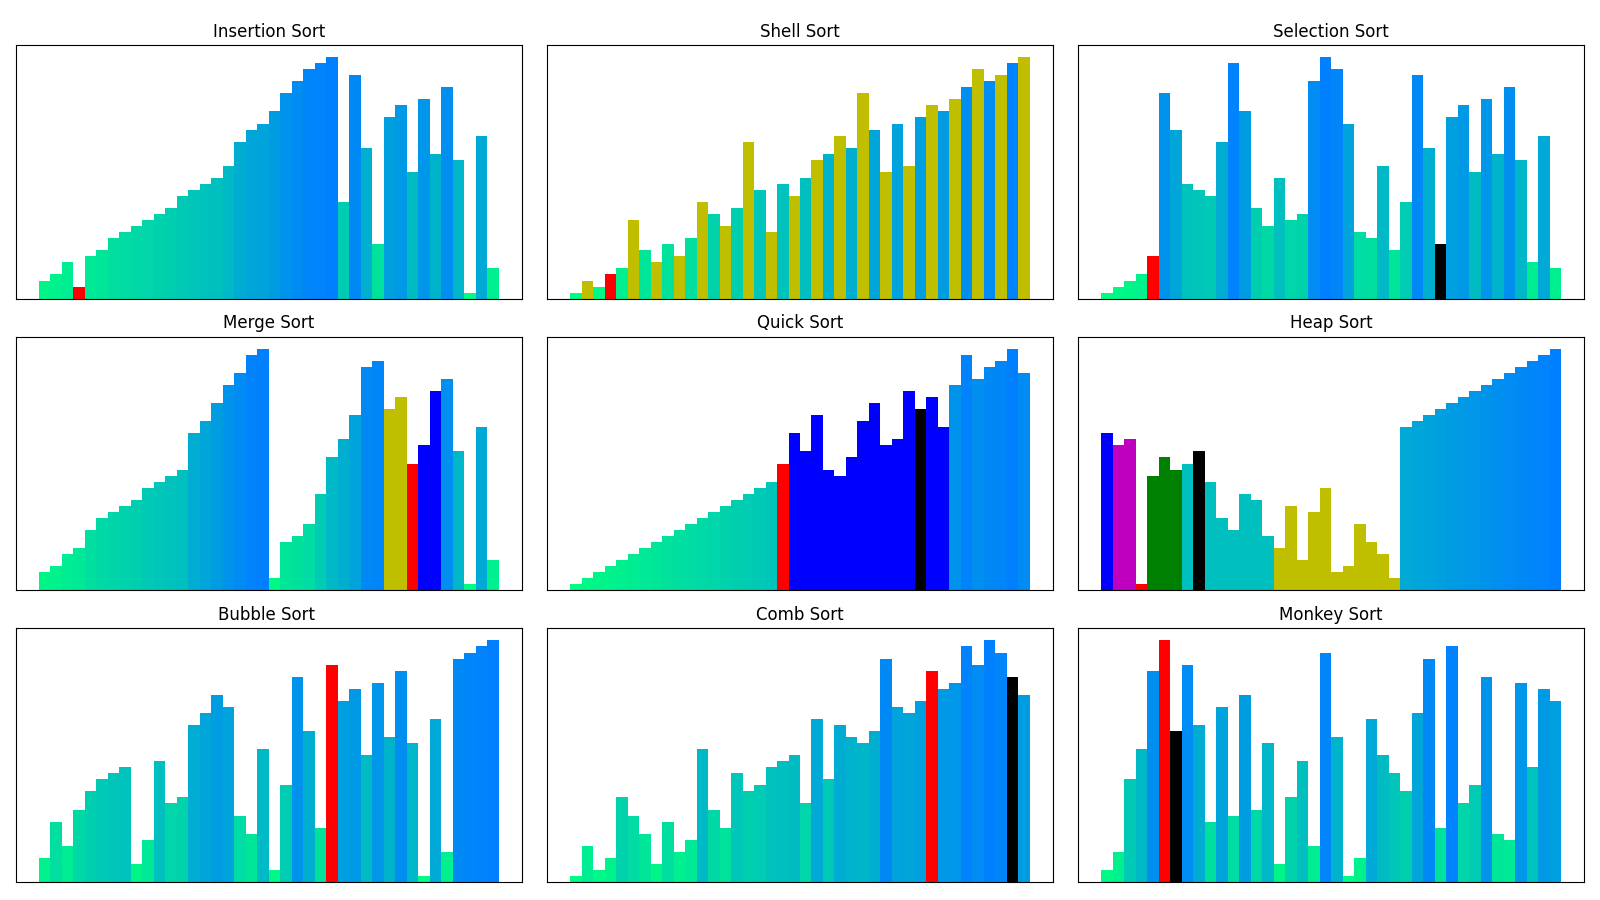 Insertion Sort
Shell Sort
Selection Sort
Merge Sort
Quick Sort
Heap Sort
Bubble Sort
Comb Sort
Monkey Sort